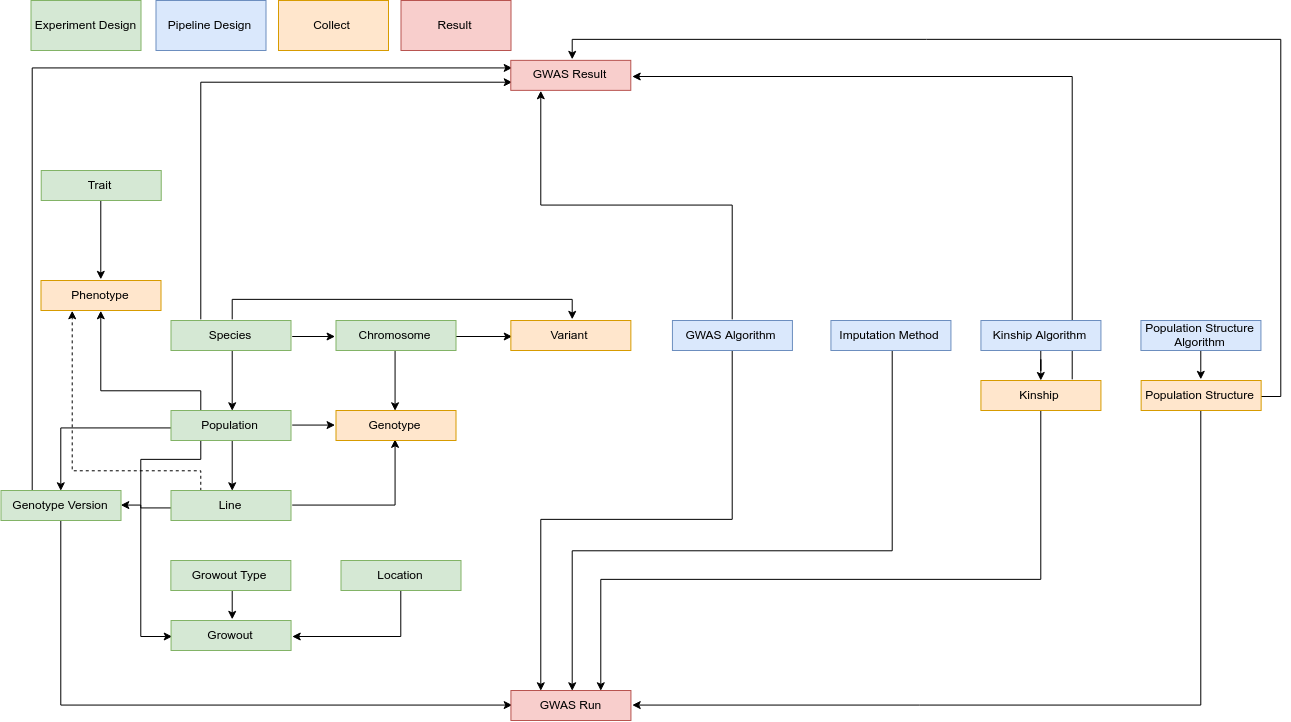 Experiment Design
Pipeline Design
Collect
Result
GWAS Result
Trait
Phenotype
Species
Chromosome
Variant
GWAS Algorithm
Imputation Method
Kinship Algorithm
Population Structure
Algorithm
Kinship
Population Structure
Population
Genotype
Genotype Version
Line
Growout Type
Location
Growout
GWAS Run